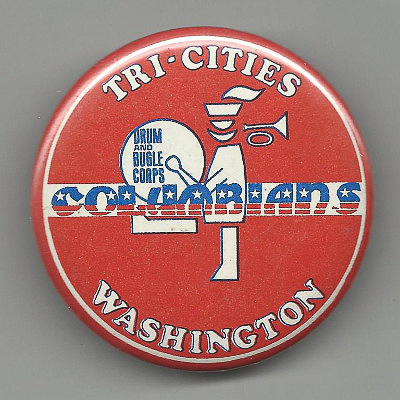 TRI-CITIES
DRUM
AND
BUGLE
CORPS
COLUMBIANS
WASHINGTON